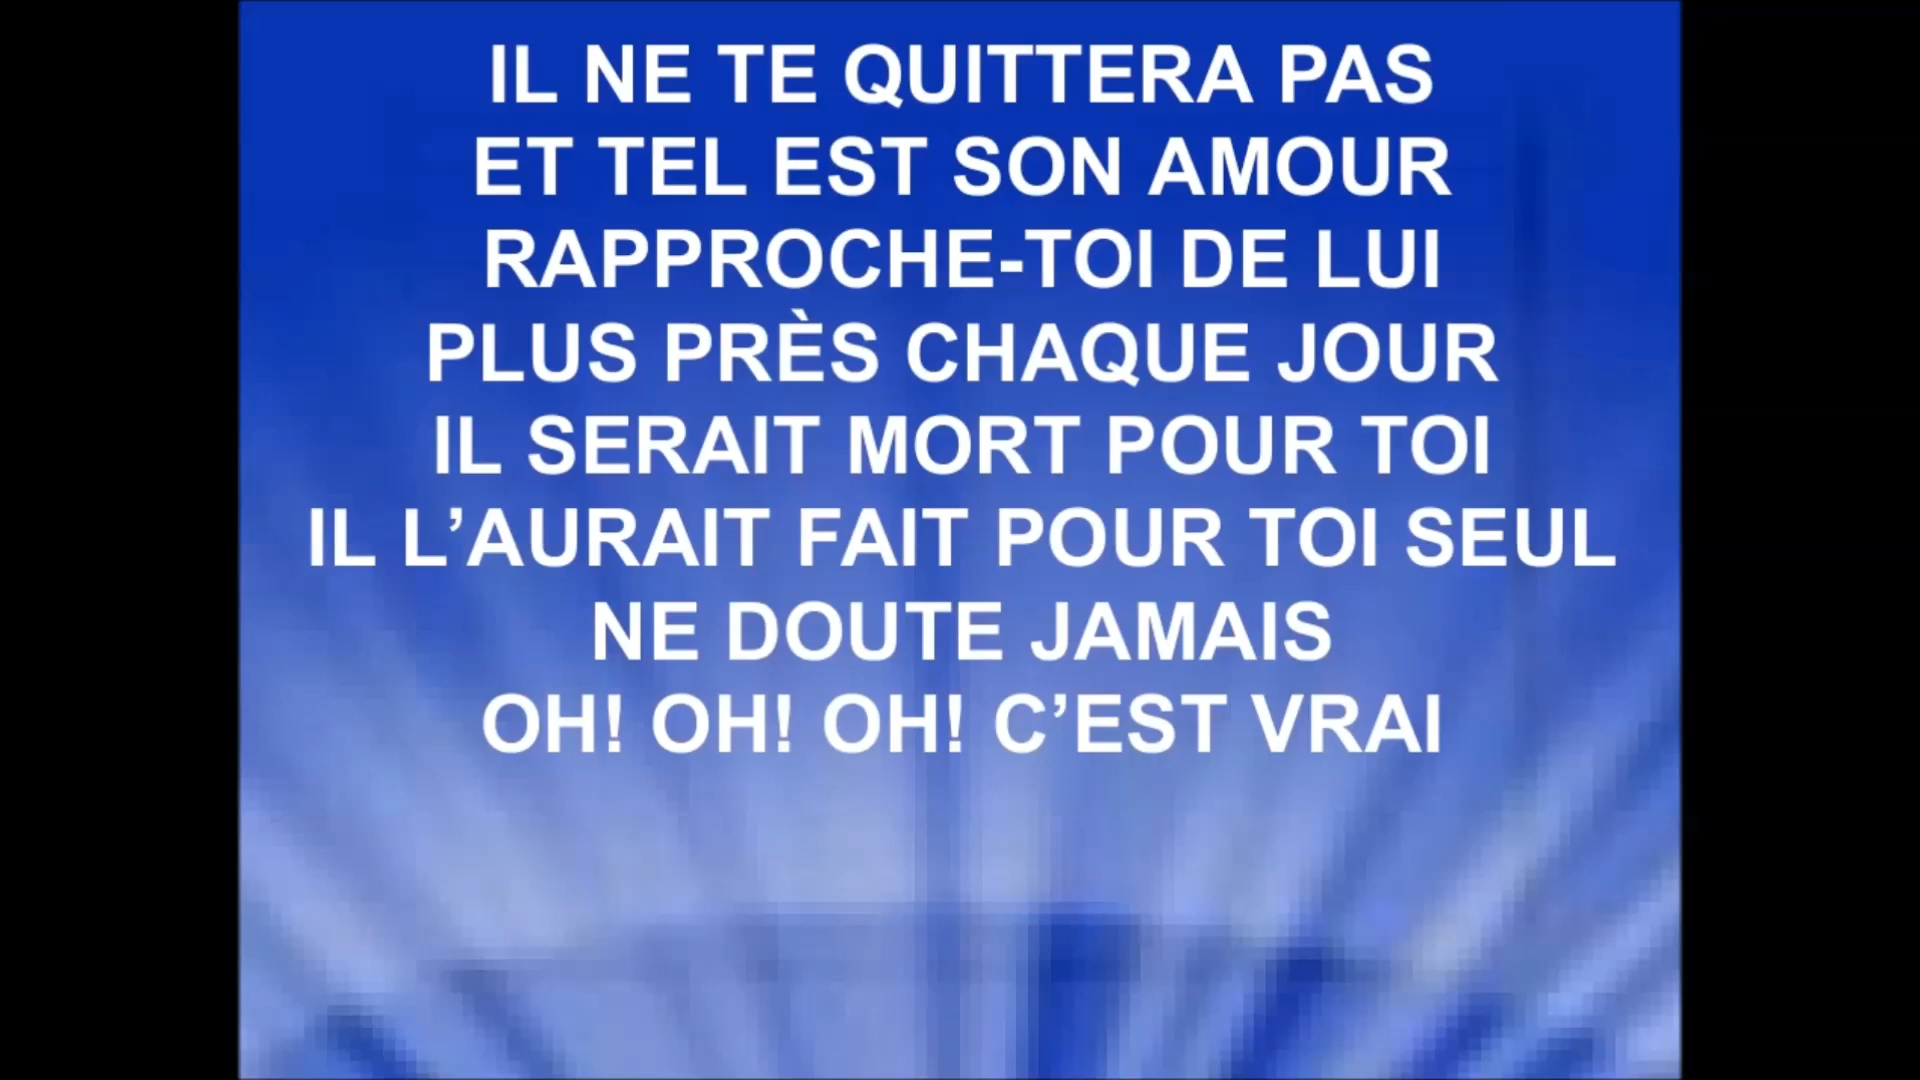 IL NE TE QUITTERA PAS
ET TEL EST SON AMOUR
RAPPROCHE-TOI DE LUI
PLUS PRÈS CHAQUE JOUR
IL SERAIT MORT POUR TOI
IL L’AURAIT FAIT POUR TOI SEUL
NE DOUTE JAMAIS
OH! OH! OH! C’EST VRAI